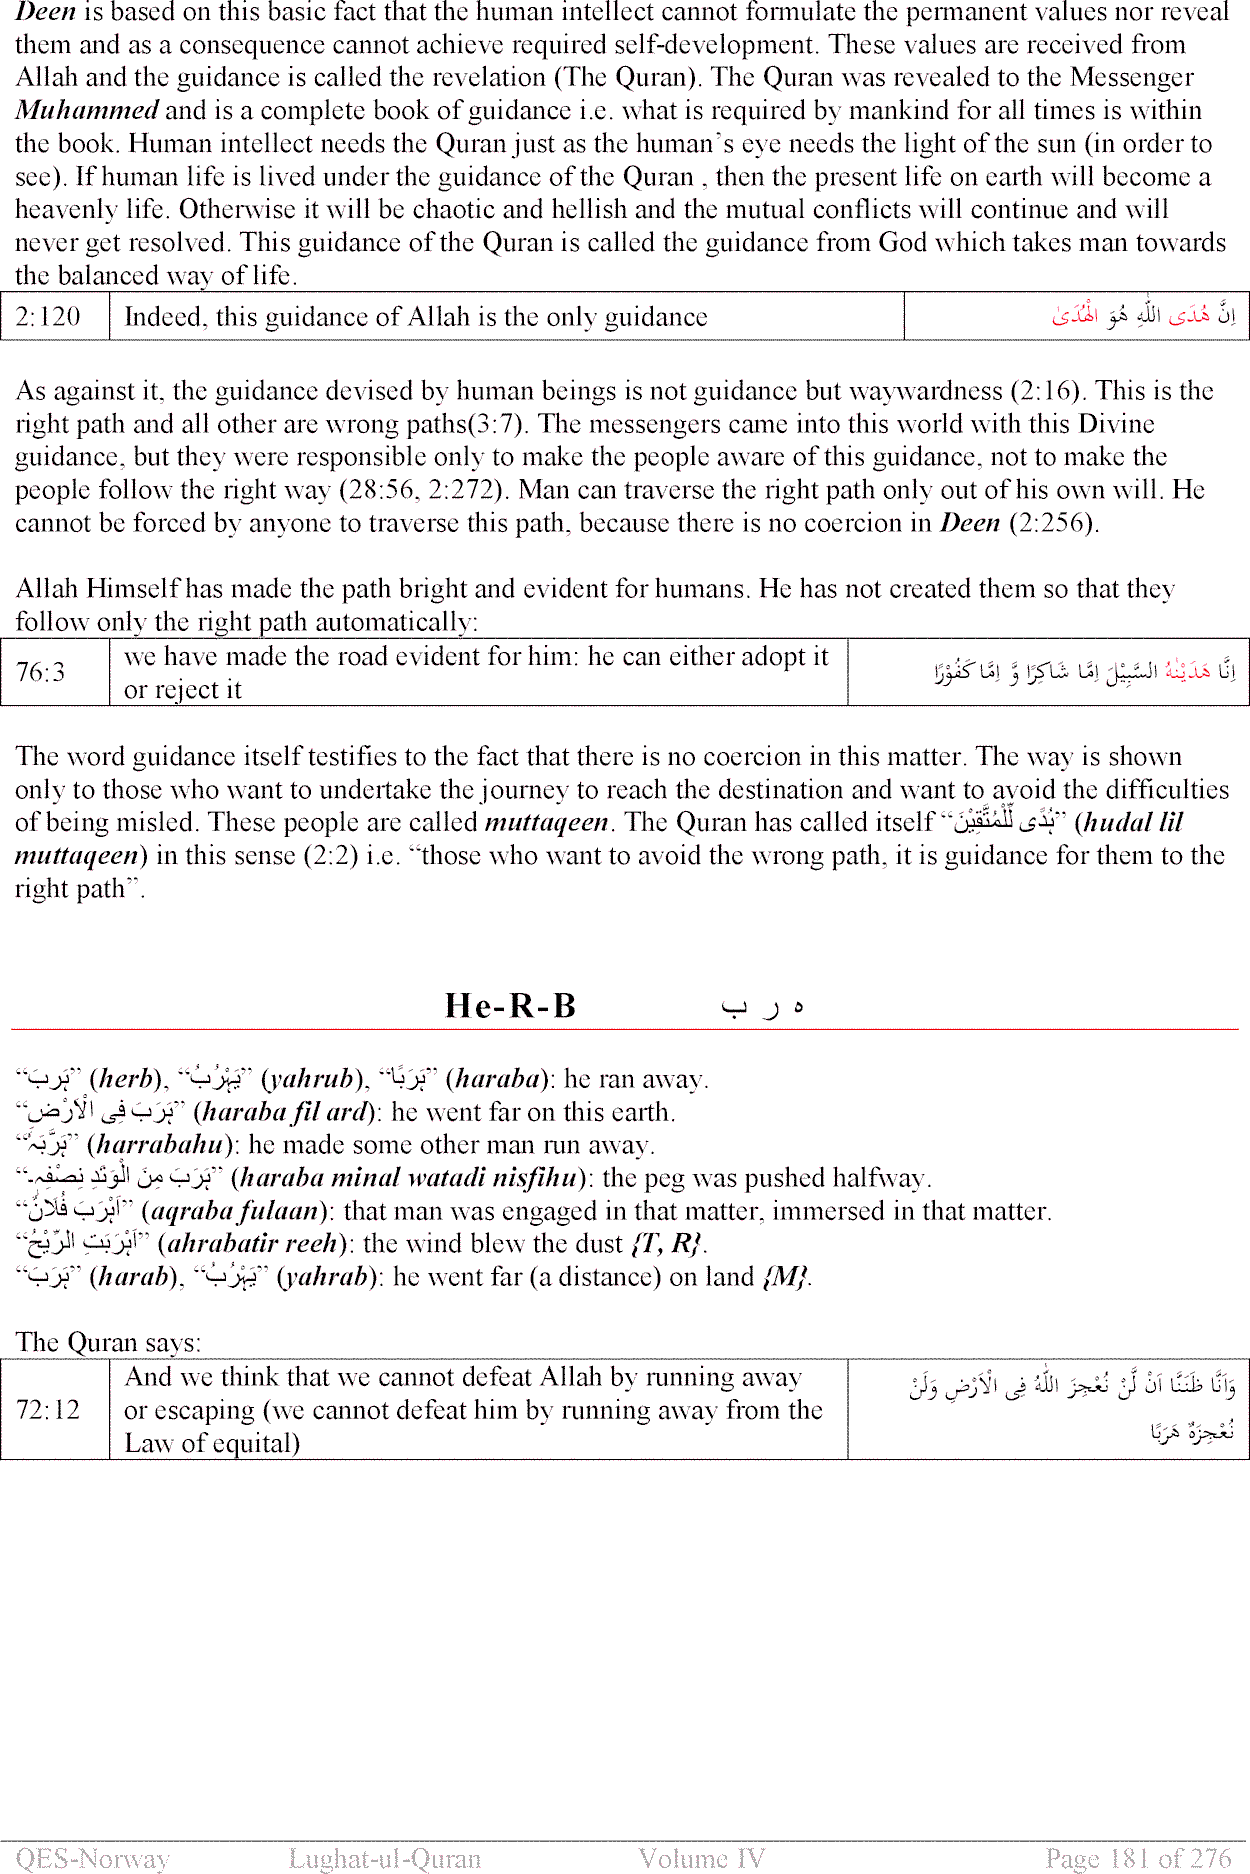 Deen is based on this basic fact that the human intellect cannot formulate the permanent values nor reveal
them and as a consequence cannot achieve required self-development. These values are received from
Allah and the guidance is called the revelation (The Quran). The Quran was revealed to the Messenger
Muhammed and is a complete book of guidance i.e. what is required by mankind for all times is within
the book. Human intellect needs the Quran just as the human’s eye needs the light of the sun (in order to
see). If human life is lived under the guidance of the Quran , then the present life on earth will become a
heavenly life. Otherwise it will be chaotic and hellish and the mutual conflicts will continue and will
never get resolved. This guidance of the Quran is called the guidance from God which takes man towards
the balanced way of life.
2:120 Indeed, this guidance of Allah is the only guidance اِنَّ هُدَى اللّٰهِ هُوَ الْهُدٰى
As against it, the guidance devised by human beings is not guidance but waywardness (2:16). This is the
right path and all other are wrong paths(3:7). The messengers came into this world with this Divine
guidance, but they were responsible only to make the people aware of this guidance, not to make the
people follow the right way (28:56, 2:272). Man can traverse the right path only out of his own will. He
cannot be forced by anyone to traverse this path, because there is no coercion in Deen (2:256).
Allah Himself has made the path bright and evident for humans. He has not created them so that they
follow only the right path automatically:
76:3 we have made the road evident for him: he can either adopt it
or reject it
اِنَّا هَدَيْنٰهُ السَّبِيْلَ اِمَّا شَاكِرًا وَّ اِمَّا كَفُوْرًا
The word guidance itself testifies to the fact that there is no coercion in this matter. The way is shown
only to those who want to undertake the journey to reach the destination and want to avoid the difficulties
of being misled. These people are called muttaqeen. The Quran has called itself “ہُدًی لِّلْمُتَّقِيْنَ” (hudal lil
muttaqeen) in this sense (2:2) i.e. “those who want to avoid the wrong path, it is guidance for them to the
right path”.
He-R-B ه ر ب
“ہَربَ” (herb), “يَہْرُبُ” (yahrub), “ہَرَبًا” (haraba): he ran away.
“ہَرَبَ فِی الْاَرْضِ” (haraba fil ard): he went far on this earth.
“ہَرَّبَہٗ” (harrabahu): he made some other man run away.
“ہَرَبَ مِنَ الْوَتَدِ نِصْفِہٖ۔” (haraba minal watadi nisfihu): the peg was pushed halfway.
“اَہْرَبَ فُلَانٌ” (aqraba fulaan): that man was engaged in that matter, immersed in that matter.
“اَہْرَبَتِ الرِّيْحُ” (ahrabatir reeh): the wind blew the dust {T, R}.
“ہَرَبَ” (harab), “يَہْرُبُ” (yahrab): he went far (a distance) on land {M}.
The Quran says:
72:12 And we think that we cannot defeat Allah by running away
or escaping (we cannot defeat him by running away from the
Law of equital)
وَاَنَّا ظَنَنَّا اَنْ لَّنْ نُعْجِزَ اللّٰهَ فِى الْاَرْضِ وَلَنْ
نُعْجِزَهٗ هَرَبًا
QES-Norway Lughat-ul-Quran Volume IV Page 181 of 276